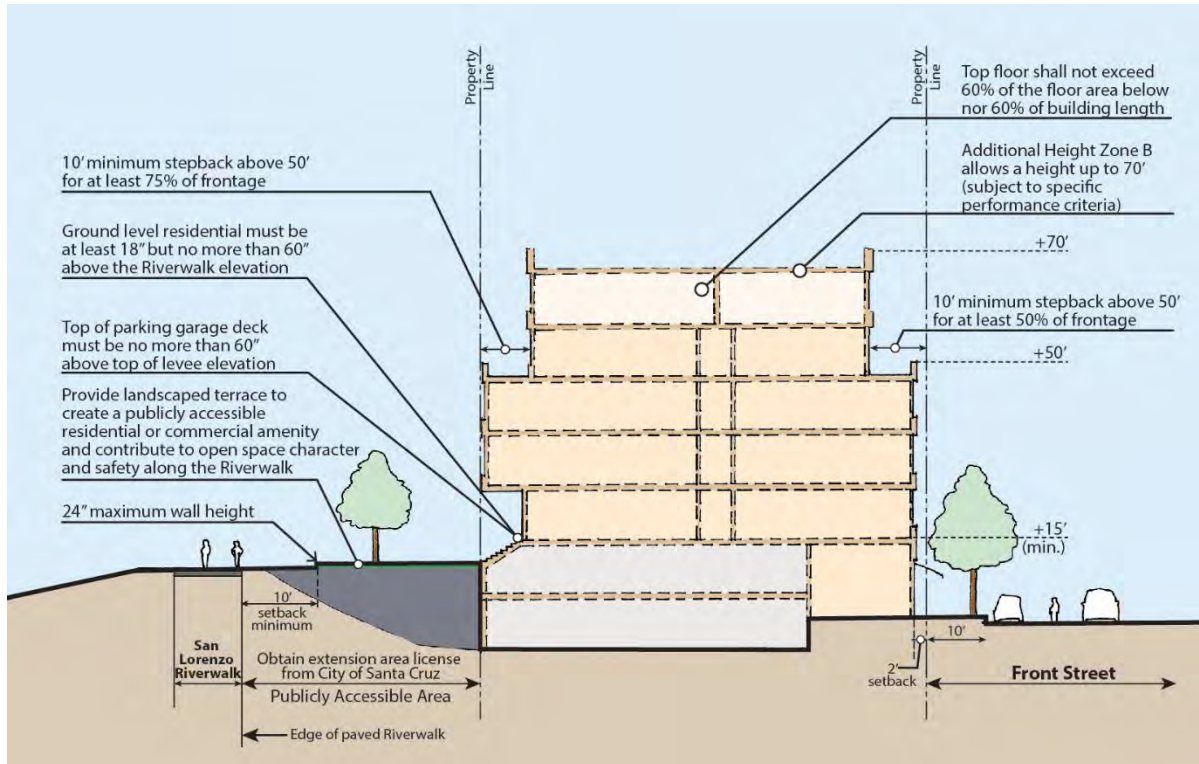 Property
Line
Property
Line
Top floor shall not exceed
60% of the floor area below
nor 60% of building length
Additional Height Zone B
allows a height up to 70'
(subject to specific
performance criteria)
10' minimum stepback above 50'
for at least 75% of frontage
Ground level residential must be
at least 18" but no more than 60"
above the Riverwalk elevation
Top of parking garage deck
must be no more than 60"
above top of levee elevation
Provide landscaped terrace to
create a publicly accessible
residential or commercial amenity
and contribute to open space character
and safety along the Riverwalk
24" maximum wall height
+70'
10' minimum stepback above 50'
for at least 50% of frontage
+50'
+15'
(min.)
10'
setback
minimum
San
Lorenzo
Riverwalk
Obtain extension area license
from City of Santa Cruz
Publicly Accessible Area
Edge of paved Riverwalk
10'
2'
setback
Front Street